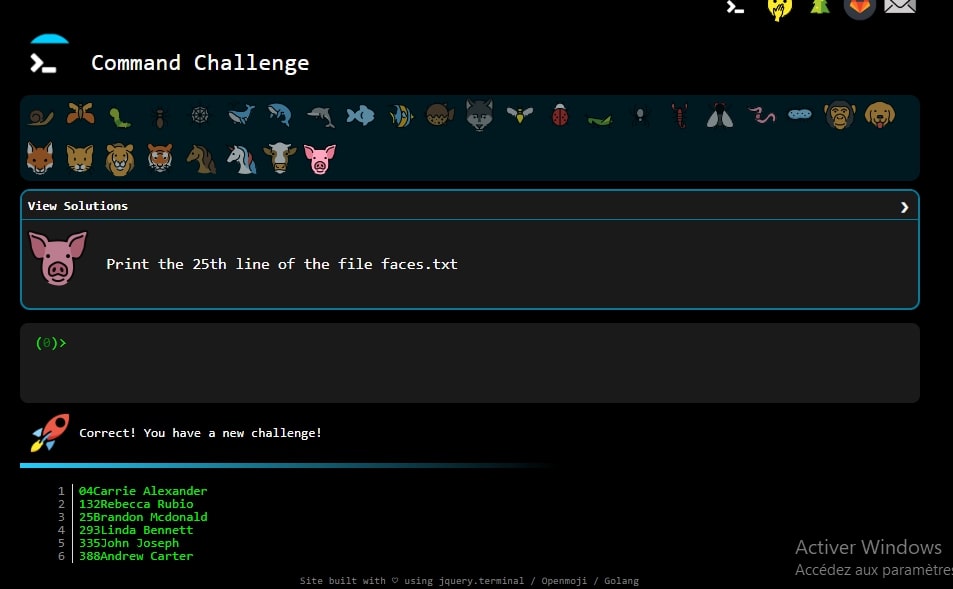 Command Challenge
View Solutions
Print the 25th line of the file faces.txt
(0)>
Correct! You have a new challenge!
1 04Carrie Alexander
2 132Rebecca Rubio
3 25Brandon Mcdonald
4 293Linda Bennett
5 335John Joseph
6 388Andrew Carter
Activer Windows
Accédez aux paramètres
Site built with ♡ using jquery.terminal / Openmoji / Golang